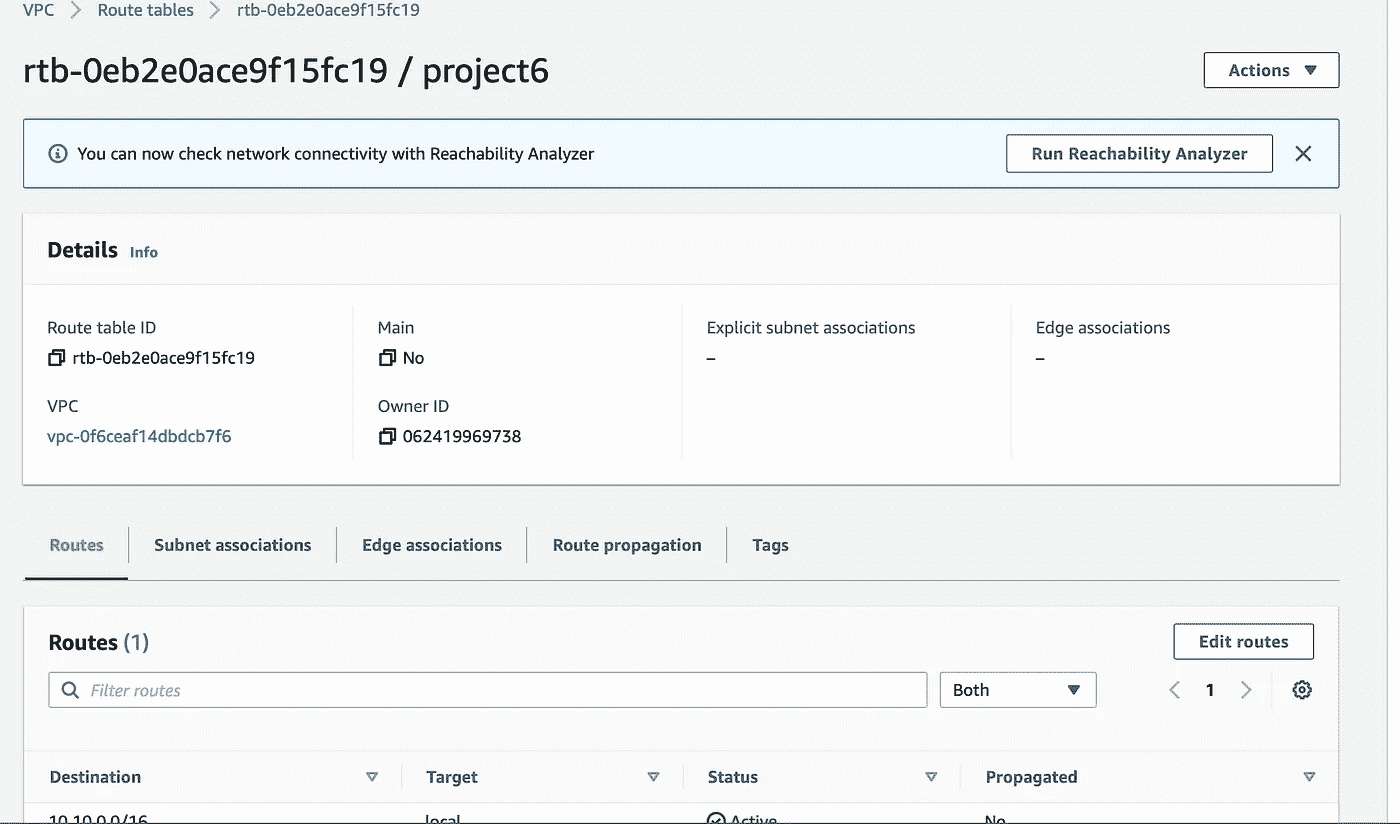 VPC > Route tables > rtb-0eb2e0ace9f15fc19
rtb-0eb2e0ace9f15fc19 / project6
Actions
You can now check network connectivity with Reachability Analyzer
Run Reachability Analyzer
Details Info
Route table ID
rtb-0eb2e0ace9f15fc19
Main
No
Explicit subnet associations
–
Edge associations
–
VPC
vpc-0f6ceaf14dbdcb7f6
Owner ID
062419969738
Routes
Subnet associations
Edge associations
Route propagation
Tags
Routes (1)
Edit routes
Filter routes
Both
1
Destination
Target
Status
Propagated
10.10.0.0/16
local
Active
No